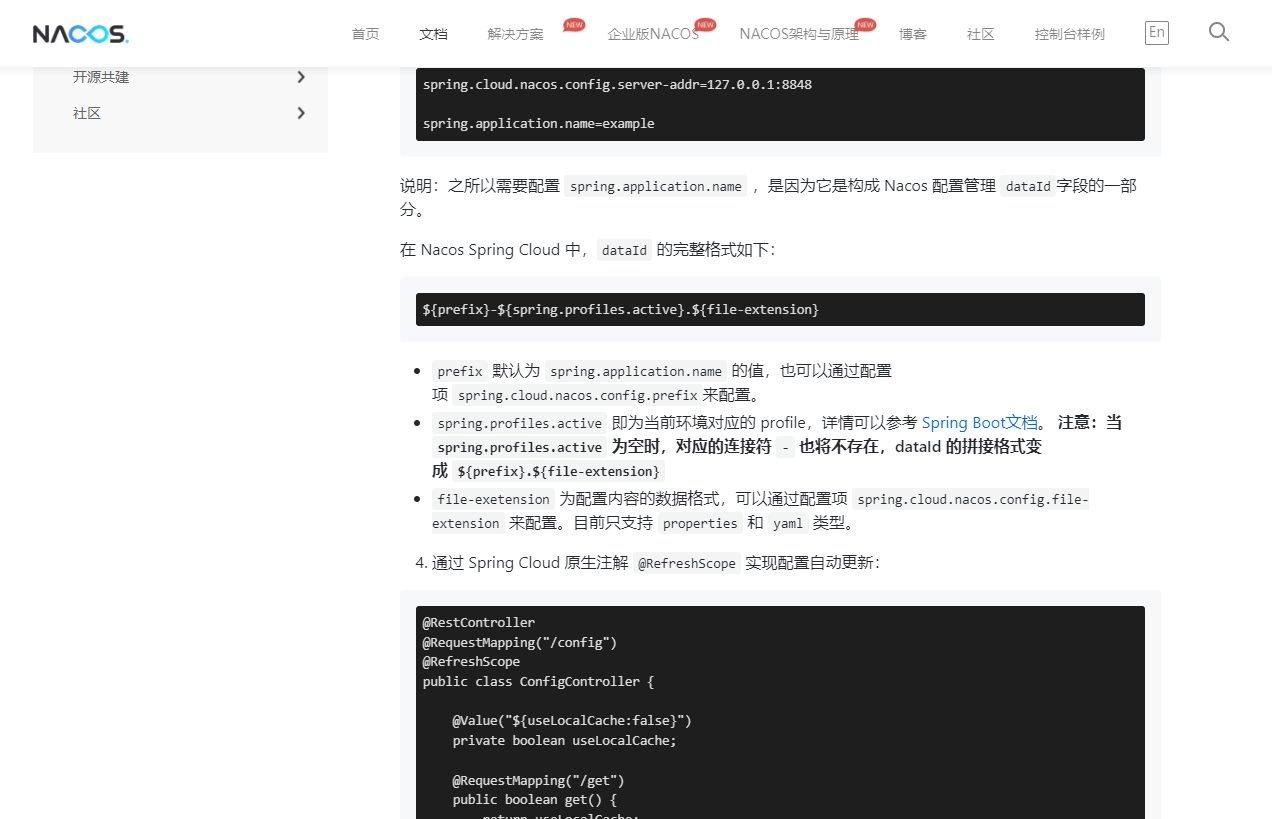 NACOS.
首页 文档 解决方案 NEW 企业版NACOS NEW NACOS架构与原理 NEW 博客 社区 控制台样例 En
开源共建
社区
spring.cloud.nacos.config.server-addr=127.0.0.1:8848
spring.application.name=example
说明：之所以需要配置 spring.application.name ，是因为它是构成 Nacos 配置管理 dataId 字段的一部
分。
在 Nacos Spring Cloud 中，dataId 的完整格式如下：
${prefix}-${spring.profiles.active}.${file-extension}
prefix 默认为 spring.application.name 的值，也可以通过配置
项 spring.cloud.nacos.config.prefix 来配置。
spring.profiles.active 即为当前环境对应的 profile，详情可以参考 Spring Boot文档。 注意：当
spring.profiles.active 为空时，对应的连接符 - 也将不存在，dataId 的拼接格式变
成 ${prefix}.${file-extension}
file-exetension 为配置内容的数据格式，可以通过配置项 spring.cloud.nacos.config.file-
extension 来配置。目前只支持 properties 和 yaml 类型。
4. 通过 Spring Cloud 原生注解 @RefreshScope 实现配置自动更新：
@RestController
@RequestMapping("/config")
@RefreshScope
public class ConfigController {
@Value("${useLocalCache:false}")
private boolean useLocalCache;
@RequestMapping("/get")
public boolean get() {
return useLocalCache;